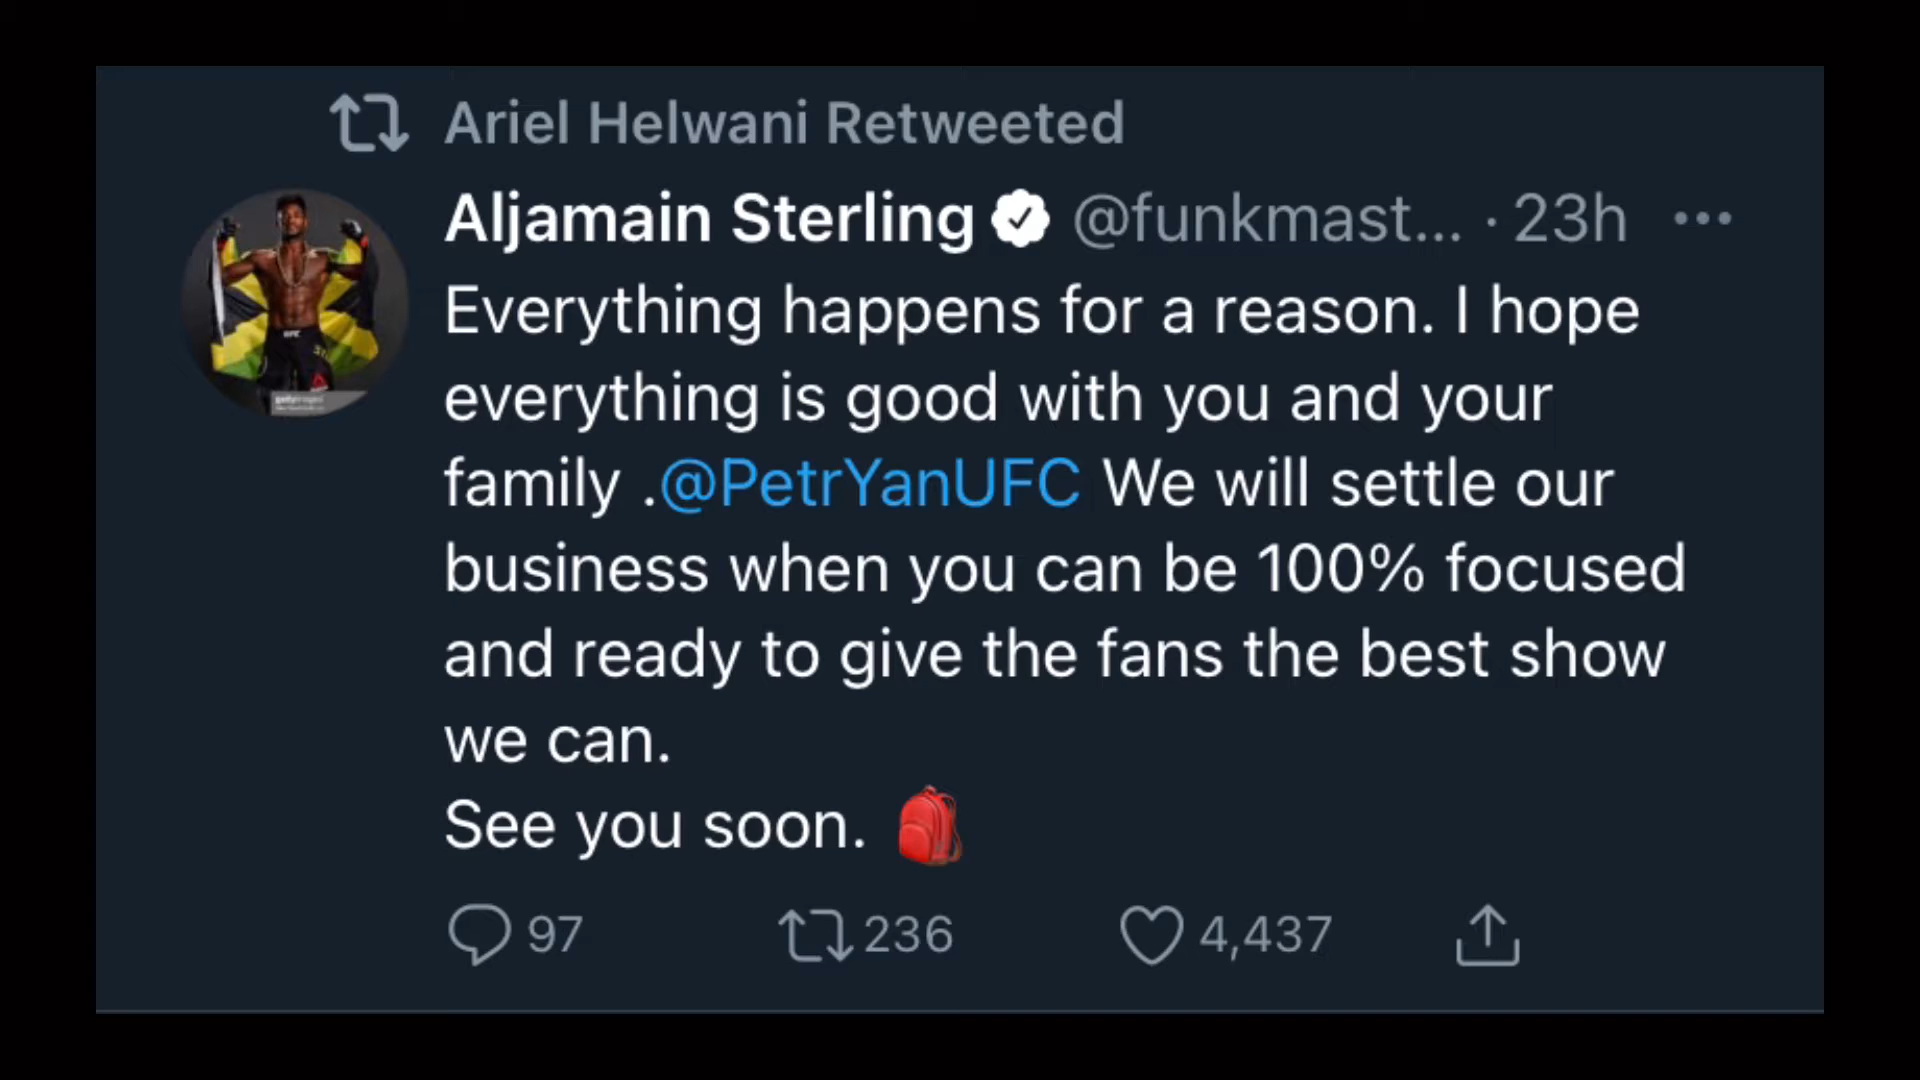 Ariel Helwani Retweeted
Aljamain Sterling @funkmast... · 23h
Everything happens for a reason. I hope
everything is good with you and your
family .@PetrYanUFC We will settle our
business when you can be 100% focused
and ready to give the fans the best show
we can.
See you soon. 🎒
97 236 4,437